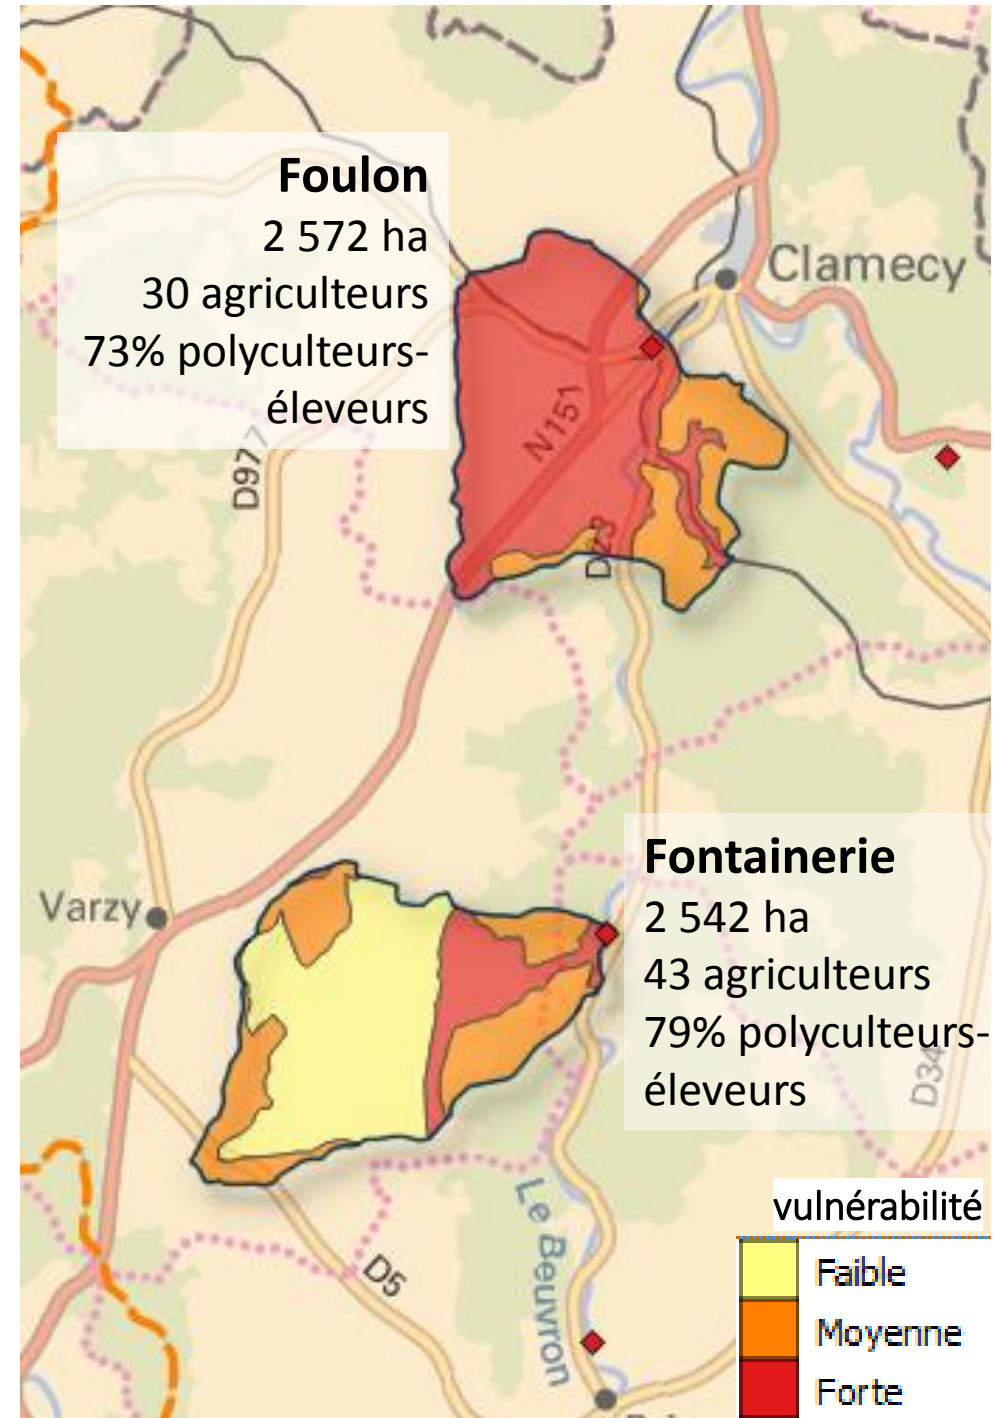 Foulon
2 572 ha
30 agriculteurs
73% polyculteurs-
éleveurs
Clamecy
N151
D977
Fontainerie
2 542 ha
43 agriculteurs
79% polyculteurs-
éleveurs
Varzy
D34
Le Beuvron
D5
vulnérabilité
Faible
Moyenne
Forte